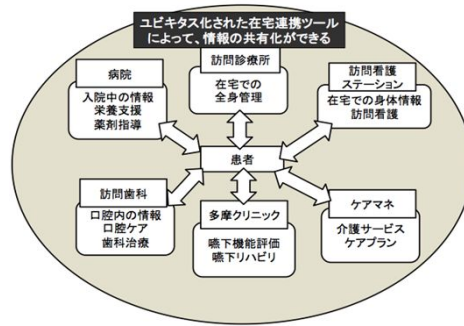 ユビキタス化された在宅連携ツール
によって、情報の共有化ができる
病院
入院中の情報
栄養支援
薬剤指導
訪問診療所
在宅での
全身管理
訪問看護
ステーション
在宅での身体情報
訪問看護
患者
訪問歯科
口腔内の情報
口腔ケア
歯科治療
多摩クリニック
嚥下機能評価
嚥下リハビリ
ケアマネ
介護サービス
ケアプラン